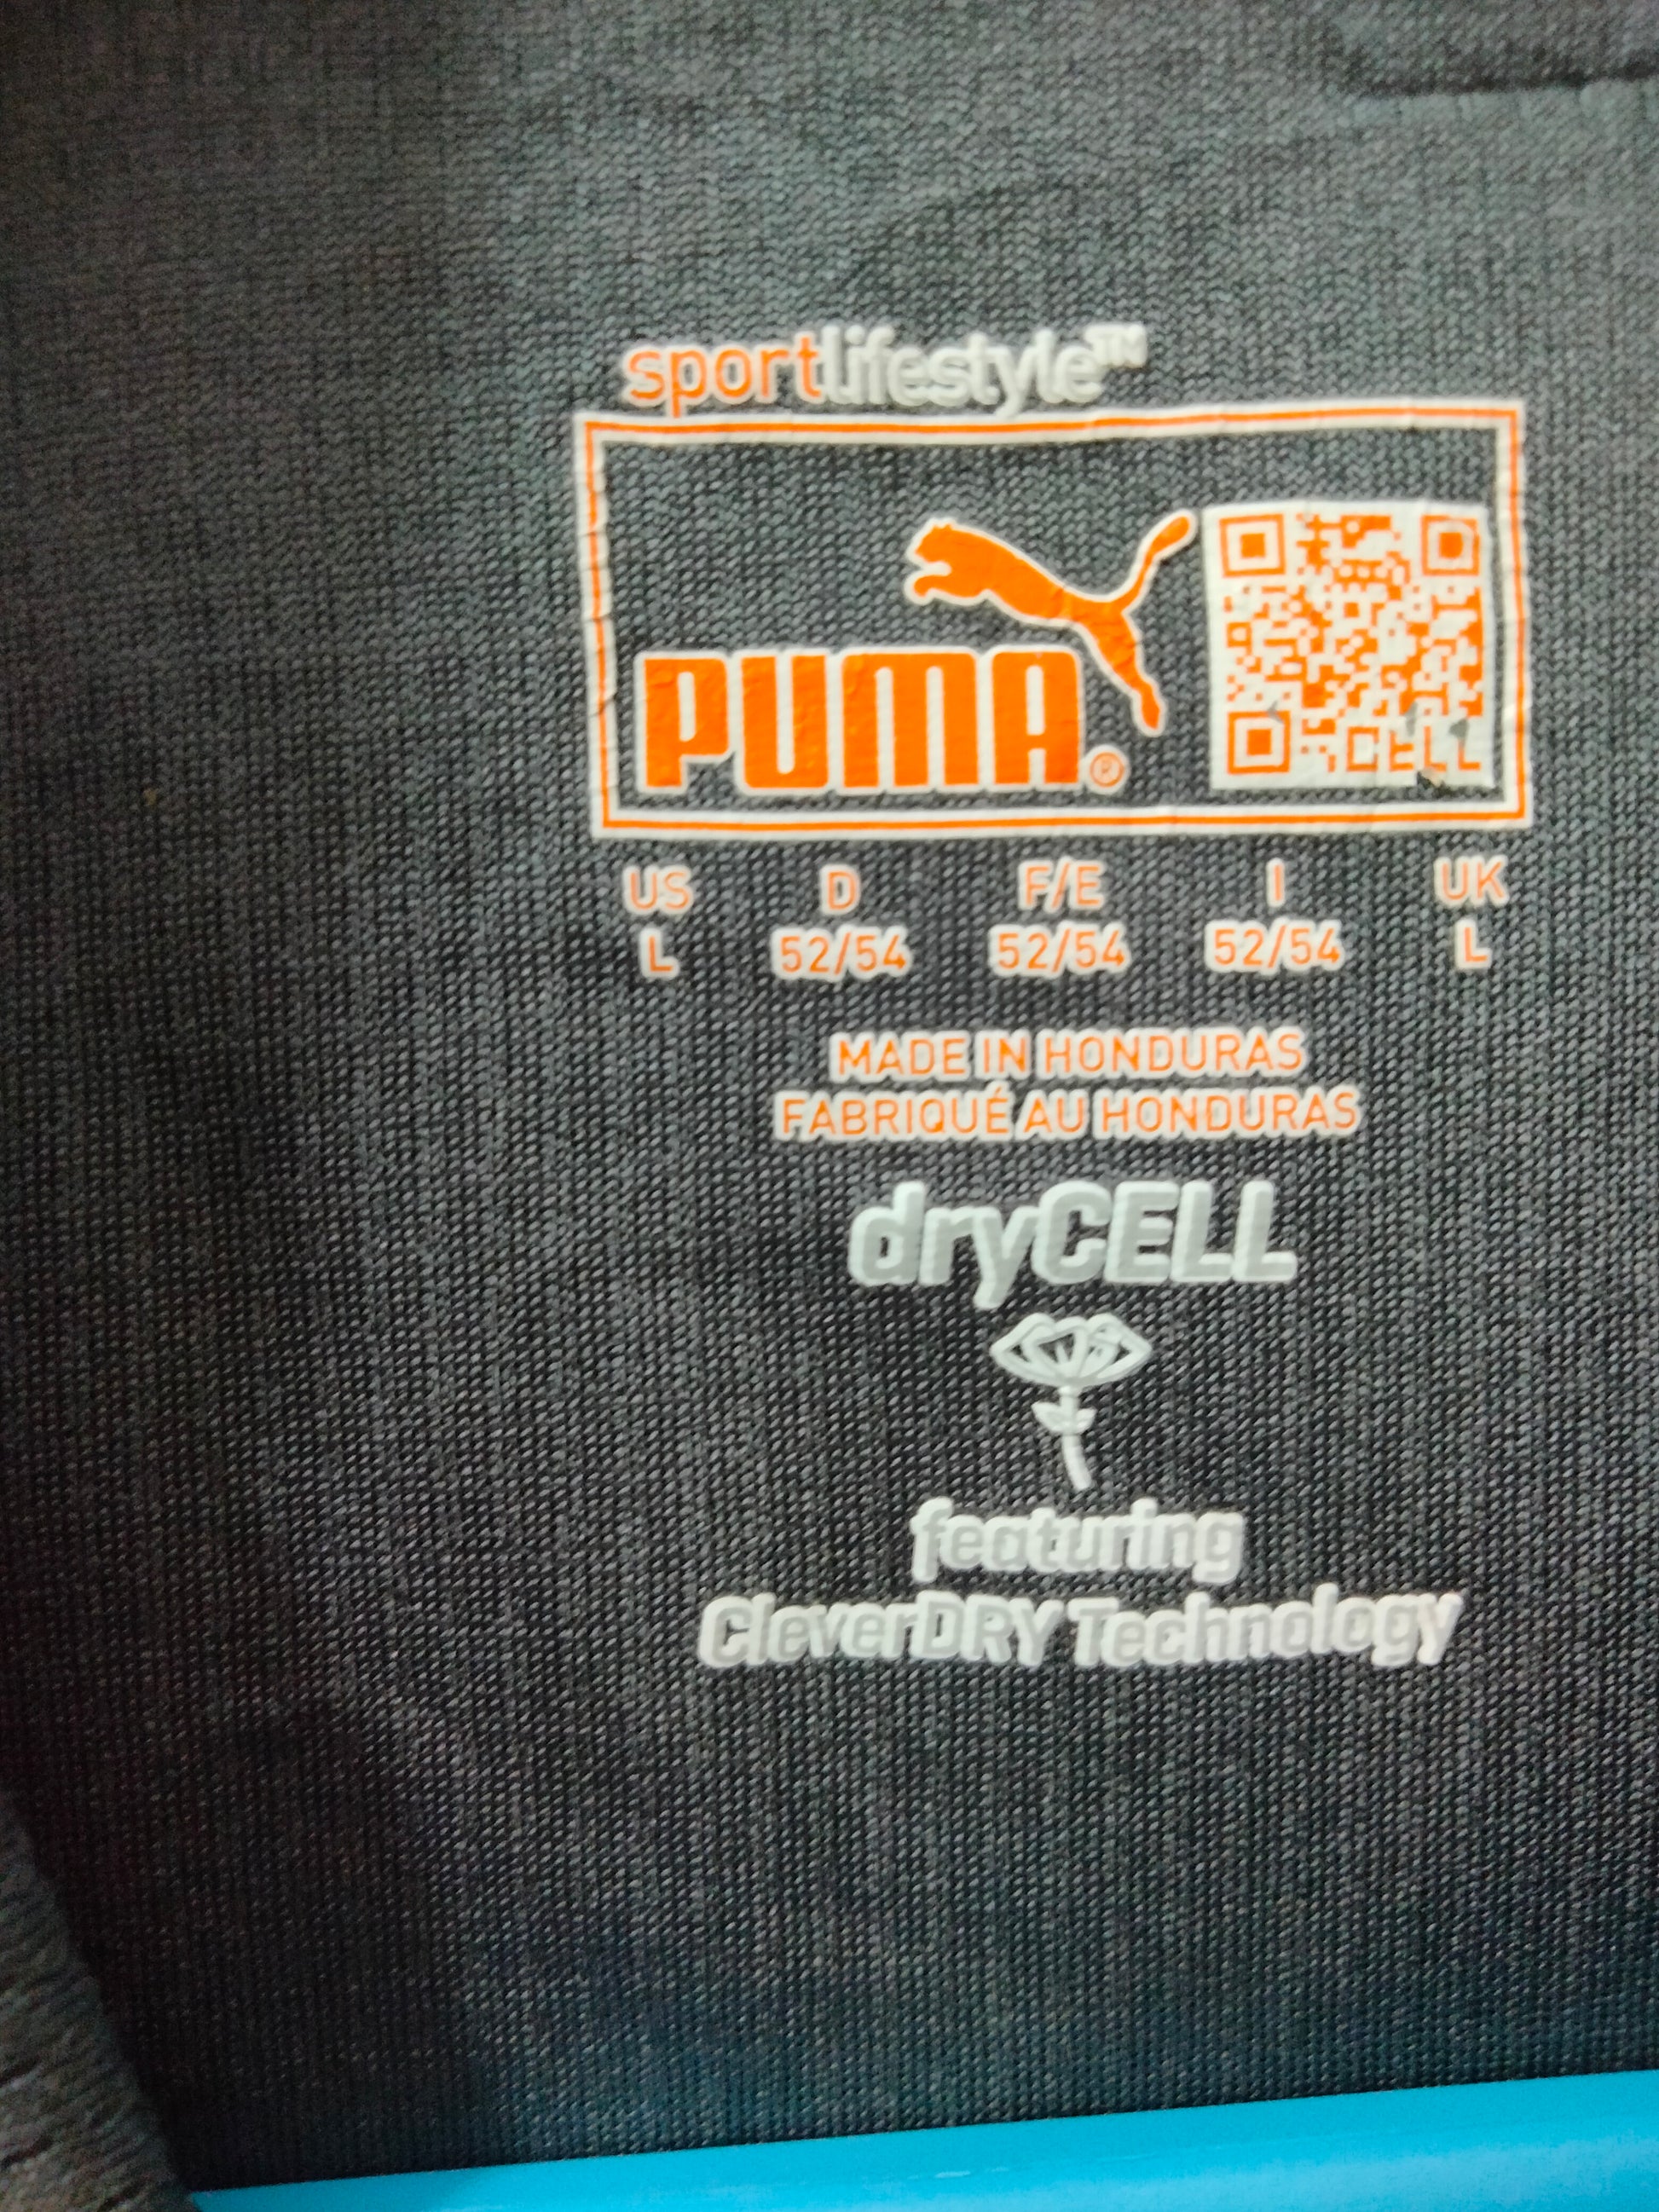 sportlifestyle™
PUMA®
CELL
US D F/E I UK
L 52/54 52/54 52/54 L
MADE IN HONDURAS
FABRIQUÉ AU HONDURAS
dryCELL
featuring
CleverDRY Technology